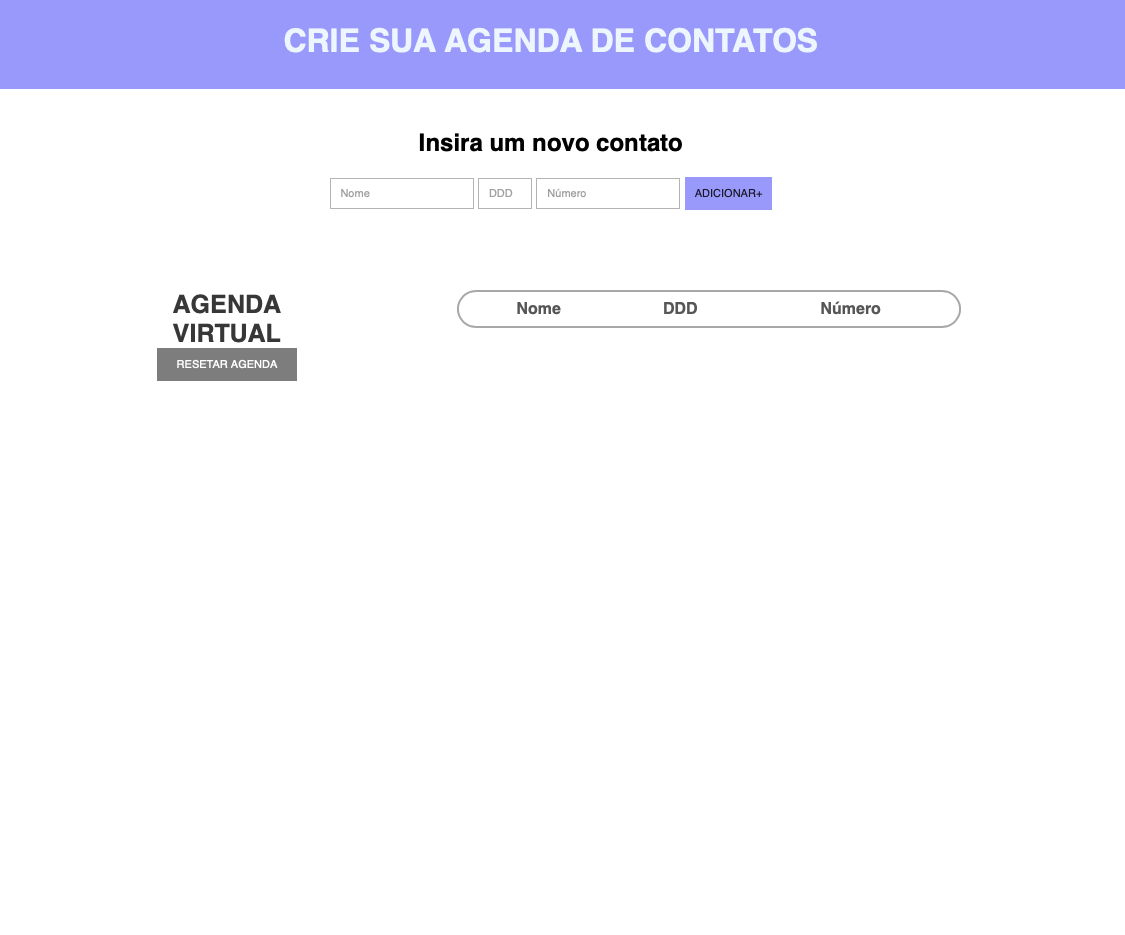 CRIE SUA AGENDA DE CONTATOS
Insira um novo contato
Nome DDD Número ADICIONAR+
AGENDA
VIRTUAL
RESETAR AGENDA
Nome DDD Número